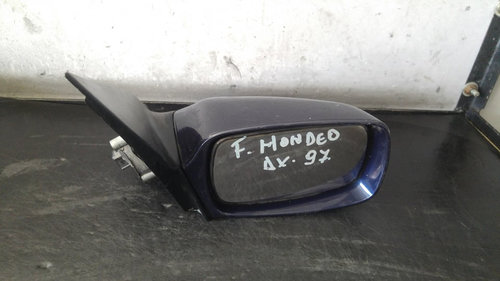 F. MONDEO
DX. 97